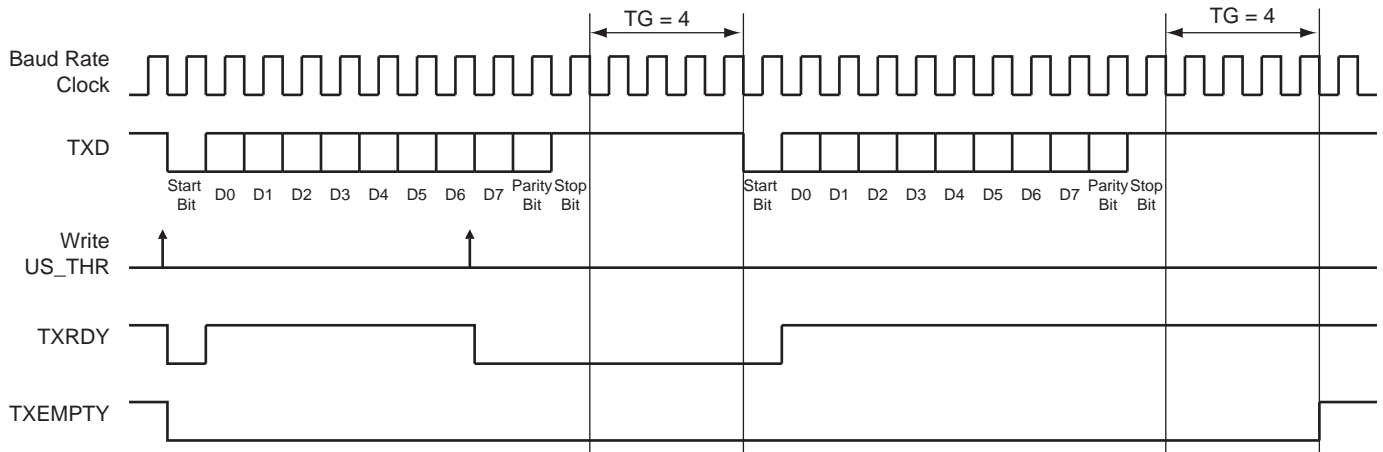 TG = 4
TG = 4
Baud Rate
Clock
TXD
Start
Bit
D0
D1
D2
D3
D4
D5
D6
D7
Parity
Bit
Stop
Bit
Start
Bit
D0
D1
D2
D3
D4
D5
D6
D7
Parity
Bit
Stop
Bit
Write
US_THR
TXRDY
TXEMPTY